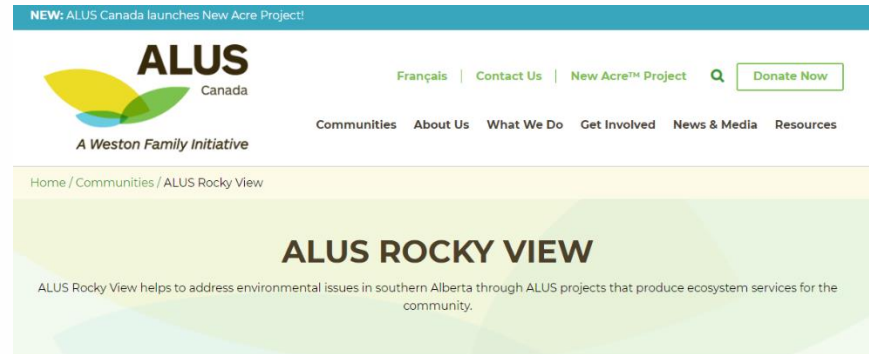 NEW: ALUS Canada launches New Acre Project!
ALUS
Canada
A Weston Family Initiative
Français | Contact Us | New Acre™ Project
Donate Now
Communities About Us What We Do Get Involved News & Media Resources
Home / Communities / ALUS Rocky View
ALUS ROCKY VIEW
ALUS Rocky View helps to address environmental issues in southern Alberta through ALUS projects that produce ecosystem services for the
community.